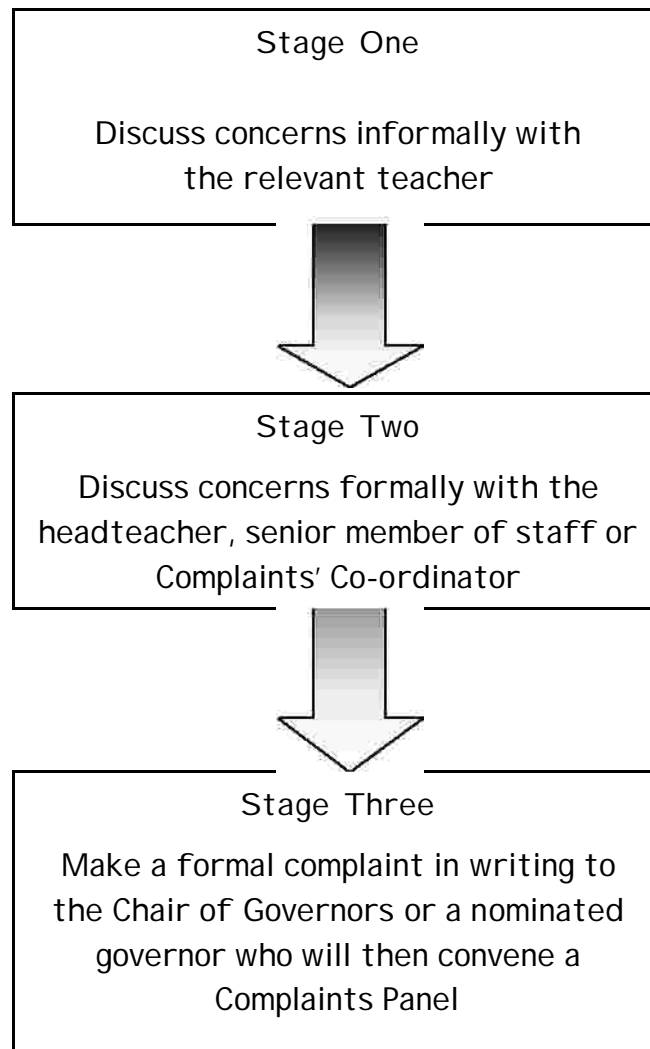 Stage One
Discuss concerns informally with
the relevant teacher
Stage Two
Discuss concerns formally with the
headteacher, senior member of staff or
Complaints' Co-ordinator
Stage Three
Make a formal complaint in writing to
the Chair of Governors or a nominated
governor who will then convene a
Complaints Panel